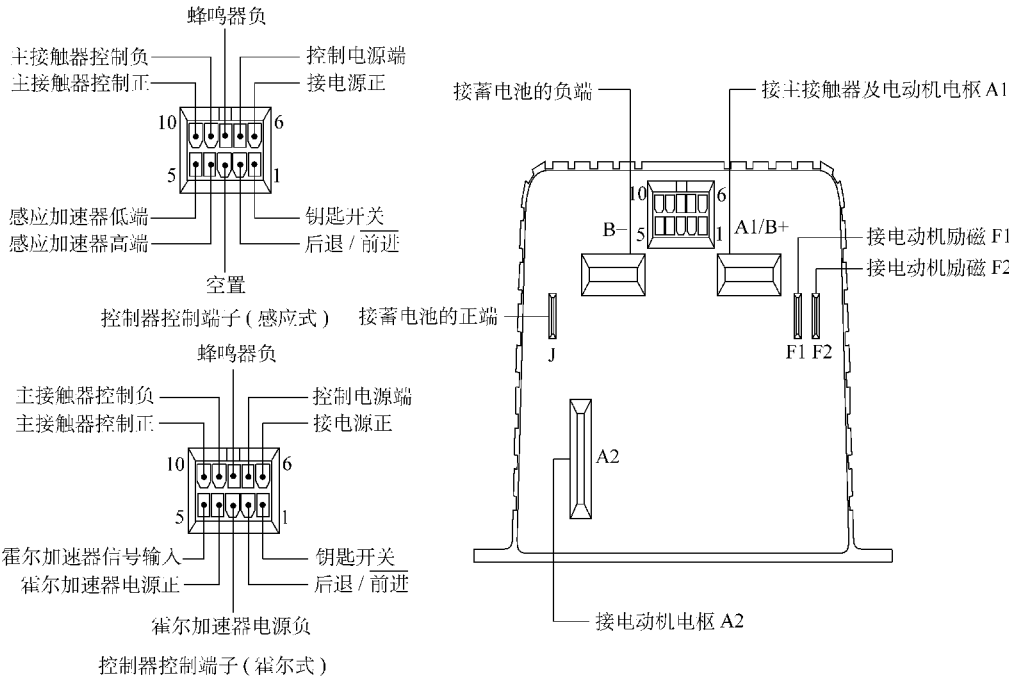 蜂鸣器负
主接触器控制负
控制电源端
主接触器控制正
接电源正
10
6
5
1
感应加速器低端
钥匙开关
感应加速器高端
后退 / 前进
空置
控制器控制端子 ( 感应式 )
蜂鸣器负
主接触器控制负
控制电源端
主接触器控制正
接电源正
10
6
5
1
霍尔加速器信号输入
钥匙开关
霍尔加速器电源正
后退 / 前进
霍尔加速器电源负
控制器控制端子 ( 霍尔式 )
接蓄电池的负端
接主接触器及电动机电枢 A1
10
6
B−
5
1
A1/B+
接电动机励磁 F1
接电动机励磁 F2
接蓄电池的正端
J
F1
F2
A2
接电动机电枢 A2